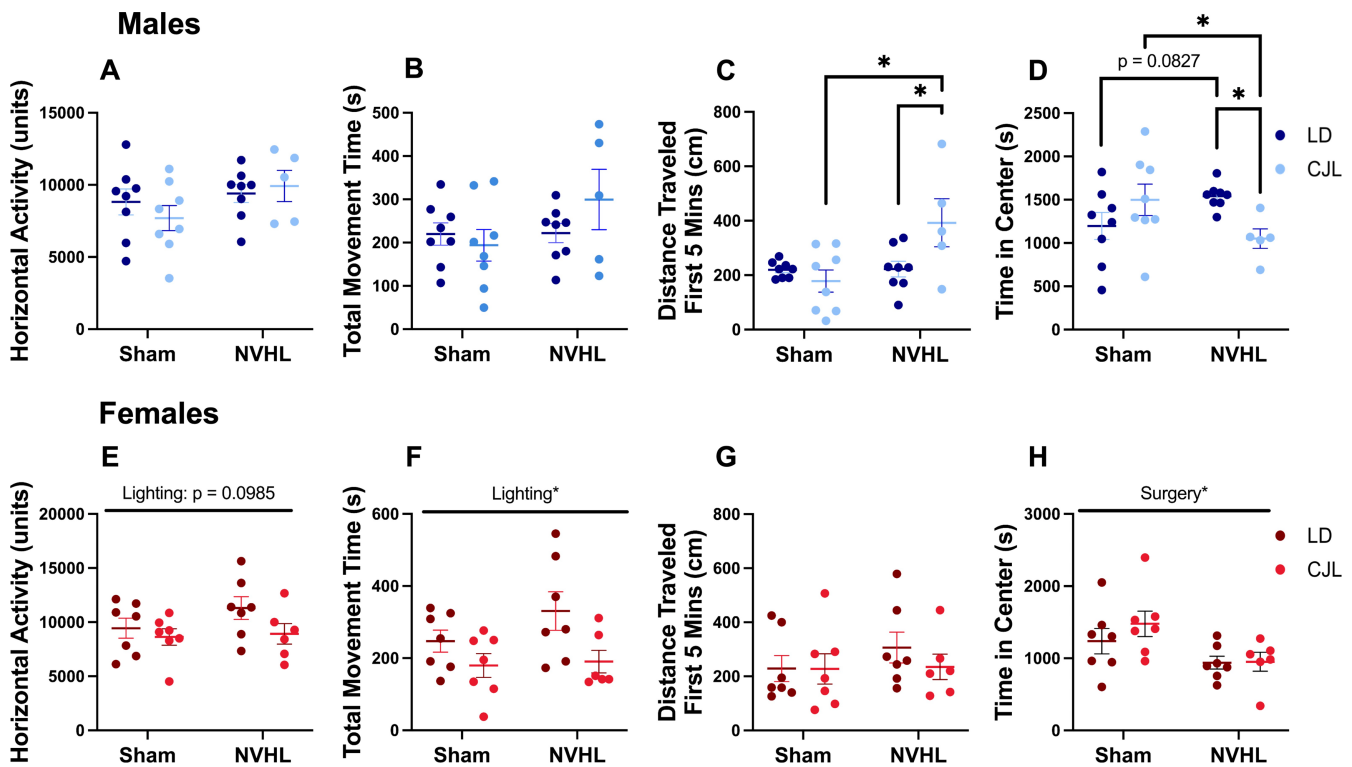 Males
A
Horizontal Activity (units)
15000
10000
5000
0
Sham
NVHL
B
Total Movement Time (s)
500
400
300
200
100
0
Sham
NVHL
C
Distance Traveled
First 5 Mins (cm)
800
600
400
200
0
*
*
Sham
NVHL
D
Time in Center (s)
2500
2000
1500
1000
500
0
*
p = 0.0827
*
Sham
NVHL
LD
CJL
Females
E
Lighting: p = 0.0985
Horizontal Activity (units)
20000
15000
10000
5000
0
Sham
NVHL
F
Lighting*
Total Movement Time (s)
600
400
200
0
Sham
NVHL
G
Distance Traveled
First 5 Mins (cm)
800
600
400
200
0
Sham
NVHL
H
Surgery*
Time in Center (s)
3000
2000
1000
0
Sham
NVHL
LD
CJL